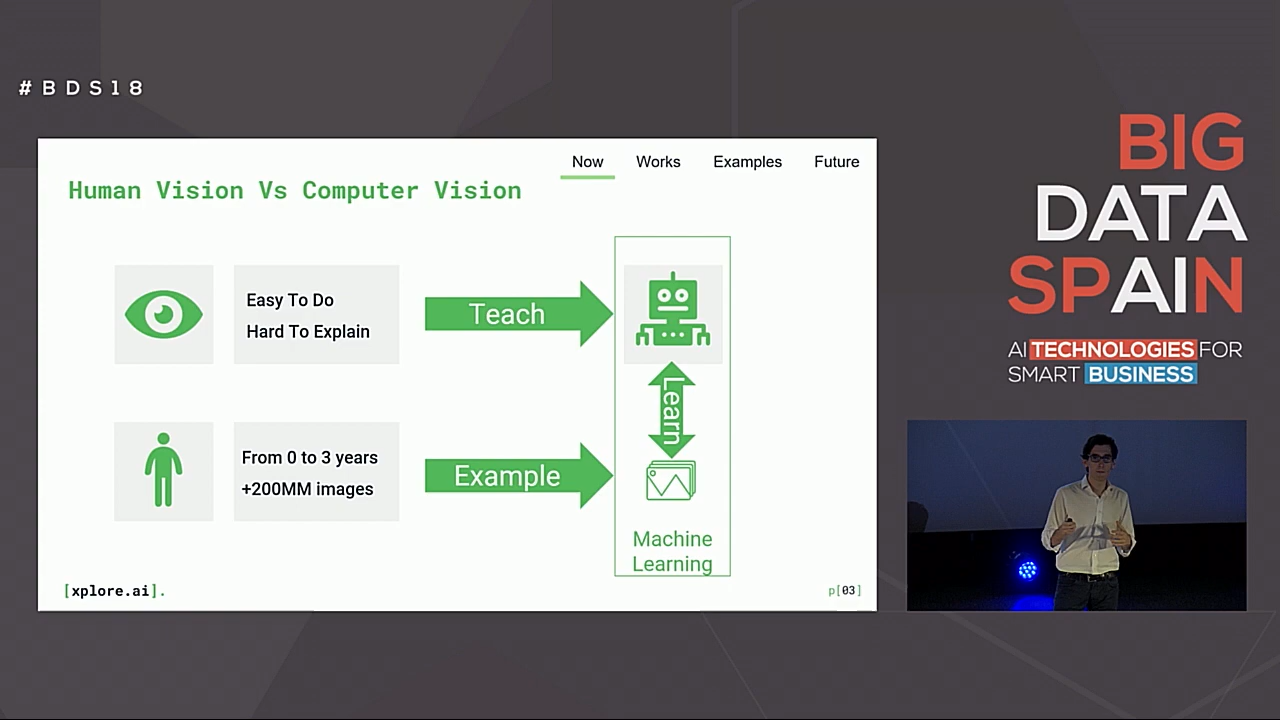 #BDS18
Now Works Examples Future
Human Vision Vs Computer Vision
Easy To Do
Hard To Explain
Teach
Learn
From 0 to 3 years
+200MM images
Example
Machine
Learning
[xplore.ai].
p[03]
BIG
DATA
SPAIN
AI TECHNOLOGIES FOR
SMART BUSINESS